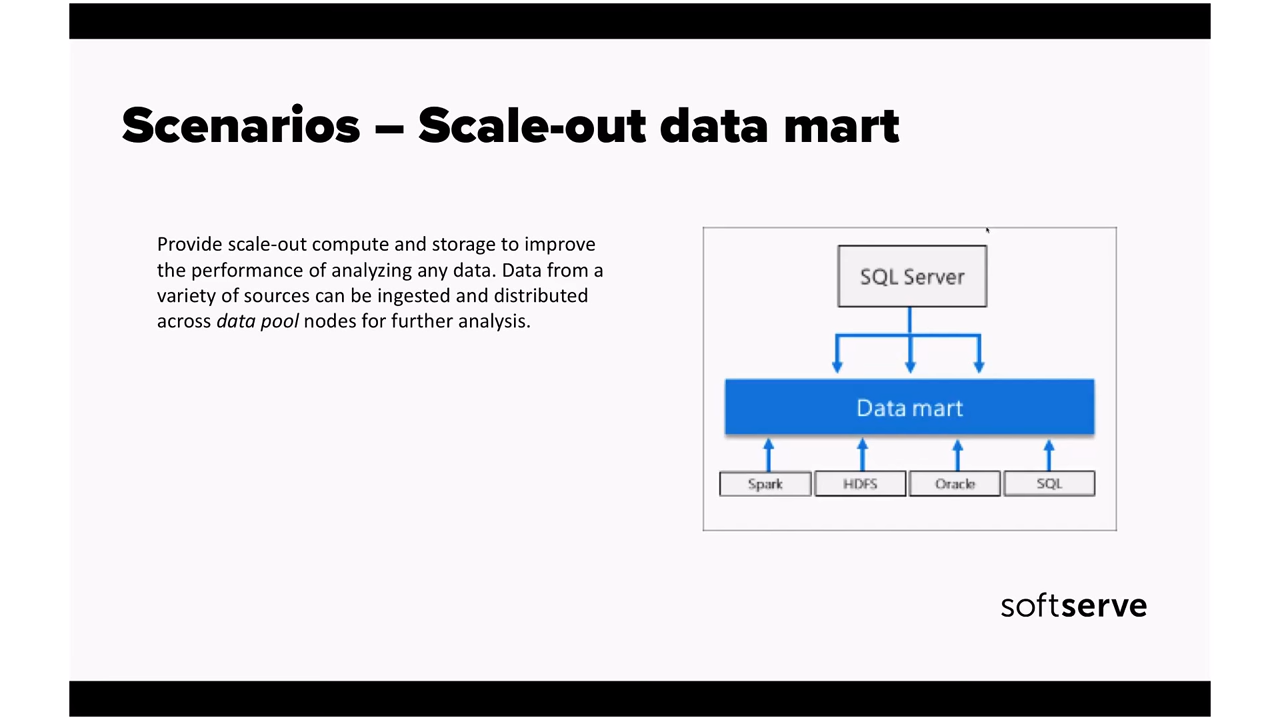 Scenarios – Scale-out data mart
Provide scale-out compute and storage to improve
the performance of analyzing any data. Data from a
variety of sources can be ingested and distributed
across data pool nodes for further analysis.
SQL Server
Data mart
Spark
HDFS
Oracle
SQL
softserve